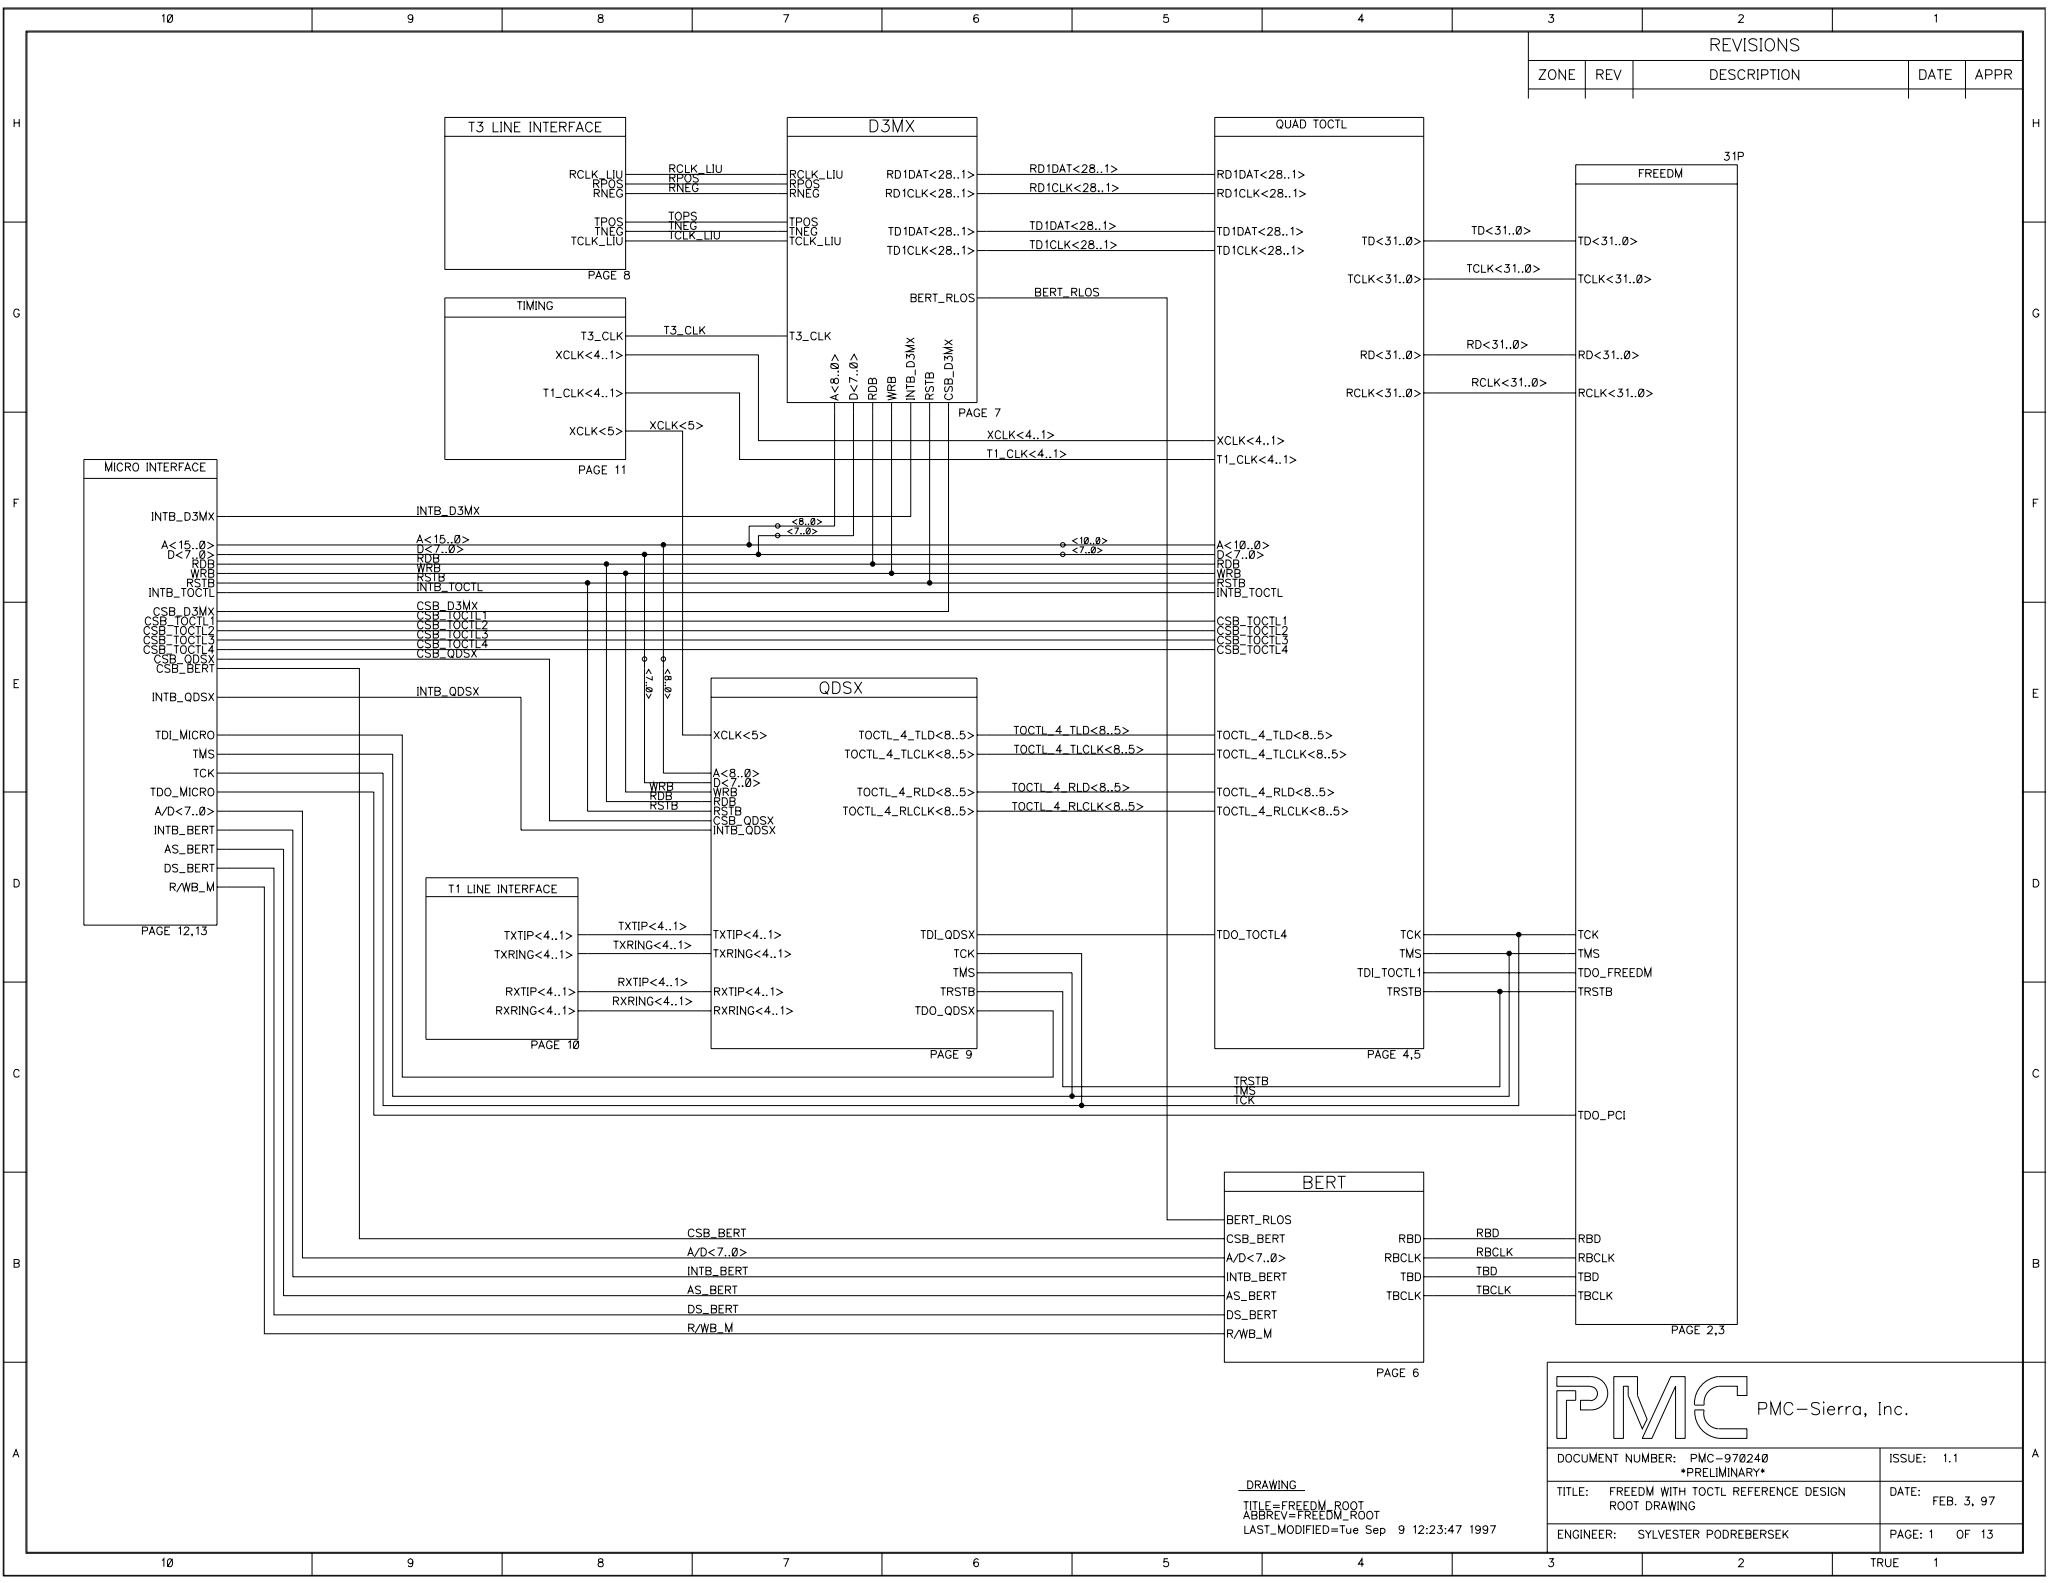 10 9 8 7 6 5 4 3 2 1
REVISIONS
ZONE REV DESCRIPTION DATE APPR
H H
G G
F F
E E
D D
C C
B B
A A
T3 LINE INTERFACE
RCLK_LIU
RPOS
RNEG
TPOS
TNEG
TCLK_LIU
PAGE 8
RCLK_LIU
RPOS
RNEG
TOPS
TNEG
TCLK_LIU
D3MX
RCLK_LIU
RPOS
RNEG
TPOS
TNEG
TCLK_LIU
T3_CLK
RD1DAT<28..1>
RD1CLK<28..1>
TD1DAT<28..1>
TD1CLK<28..1>
BERT_RLOS
A<8..0>
D<7..0>
RDB
WRB
INTB_D3MX
RSTB
CSB_D3MX
PAGE 7
RD1DAT<28..1>
RD1CLK<28..1>
TD1DAT<28..1>
TD1CLK<28..1>
BERT_RLOS
TIMING
T3_CLK
XCLK<4..1>
T1_CLK<4..1>
XCLK<5>
PAGE 11
T3_CLK
XCLK<5>
XCLK<4..1>
T1_CLK<4..1>
QUAD TOCTL
RD1DAT<28..1>
RD1CLK<28..1>
TD1DAT<28..1>
TD1CLK<28..1>
XCLK<4..1>
T1_CLK<4..1>
A<10..0>
D<7..0>
RDB
WRB
RSTB
INTB_TOCTL
CSB_TOCTL1
CSB_TOCTL2
CSB_TOCTL3
CSB_TOCTL4
TOCTL_4_TLD<8..5>
TOCTL_4_TLCLK<8..5>
TOCTL_4_RLD<8..5>
TOCTL_4_RLCLK<8..5>
TDO_TOCTL4
TD<31..0>
TCLK<31..0>
RD<31..0>
RCLK<31..0>
TCK
TMS
TDI_TOCTL1
TRSTB
PAGE 4,5
TD<31..0>
TCLK<31..0>
RD<31..0>
RCLK<31..0>
31P
FREEDM
TD<31..0>
TCLK<31..0>
RD<31..0>
RCLK<31..0>
TCK
TMS
TDO_FREEDM
TRSTB
TDO_PCI
RBD
RBCLK
TBD
TBCLK
PAGE 2,3
MICRO INTERFACE
INTB_D3MX
A<15..0>
D<7..0>
RDB
WRB
RSTB
INTB_TOCTL
CSB_D3MX
CSB_TOCTL1
CSB_TOCTL2
CSB_TOCTL3
CSB_TOCTL4
CSB_QDSX
CSB_BERT
INTB_QDSX
TDI_MICRO
TMS
TCK
TDO_MICRO
A/D<7..0>
INTB_BERT
AS_BERT
DS_BERT
R/WB_M
PAGE 12,13
INTB_D3MX
A<15..0>
D<7..0>
RDB
WRB
RSTB
INTB_TOCTL
CSB_D3MX
CSB_TOCTL1
CSB_TOCTL2
CSB_TOCTL3
CSB_TOCTL4
CSB_QDSX
INTB_QDSX
<8..0>
<7..0>
<10..0>
<7..0>
<7..0>
<8..0>
QDSX
XCLK<5>
A<8..0>
D<7..0>
WRB
RDB
RSTB
CSB_QDSX
INTB_QDSX
WRB
RDB
RSTB
TXTIP<4..1>
TXRING<4..1>
RXTIP<4..1>
RXRING<4..1>
TOCTL_4_TLD<8..5>
TOCTL_4_TLCLK<8..5>
TOCTL_4_RLD<8..5>
TOCTL_4_RLCLK<8..5>
TDI_QDSX
TCK
TMS
TRSTB
TDO_QDSX
PAGE 9
TOCTL_4_TLD<8..5>
TOCTL_4_TLCLK<8..5>
TOCTL_4_RLD<8..5>
TOCTL_4_RLCLK<8..5>
T1 LINE INTERFACE
TXTIP<4..1>
TXRING<4..1>
RXTIP<4..1>
RXRING<4..1>
PAGE 10
TXTIP<4..1>
TXRING<4..1>
RXTIP<4..1>
RXRING<4..1>
TRSTB
TMS
TCK
BERT
BERT_RLOS
CSB_BERT
A/D<7..0>
INTB_BERT
AS_BERT
DS_BERT
R/WB_M
RBD
RBCLK
TBD
TBCLK
PAGE 6
CSB_BERT
A/D<7..0>
INTB_BERT
AS_BERT
DS_BERT
R/WB_M
RBD
RBCLK
TBD
TBCLK
DRAWING
TITLE=FREEDM_ROOT
ABBREV=FREEDM_ROOT
LAST_MODIFIED=Tue Sep 9 12:23:47 1997
PMC PMC-Sierra, Inc.
DOCUMENT NUMBER: PMC-970240
*PRELIMINARY*
ISSUE: 1.1
TITLE: FREEDM WITH TOCTL REFERENCE DESIGN
ROOT DRAWING
DATE:
FEB. 3, 97
ENGINEER: SYLVESTER PODREBERSEK
PAGE: 1 OF 13
10 9 8 7 6 5 4 3 2 TRUE 1